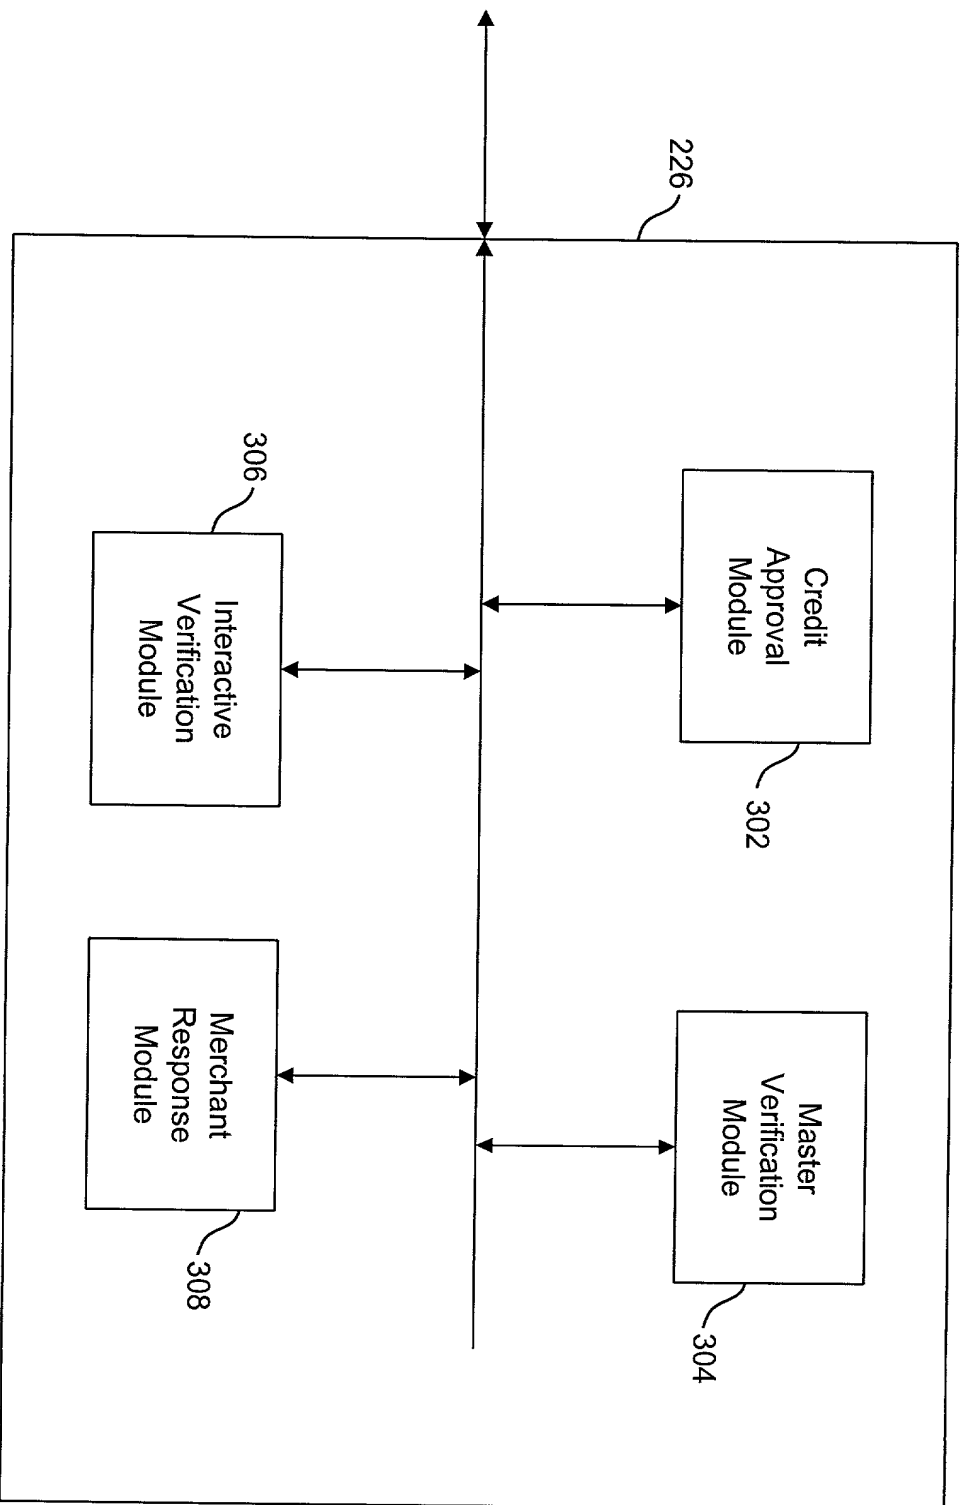 226
Credit
Approval
Module
302
Master
Verification
Module
304
306
Interactive
Verification
Module
Merchant
Response
Module
308